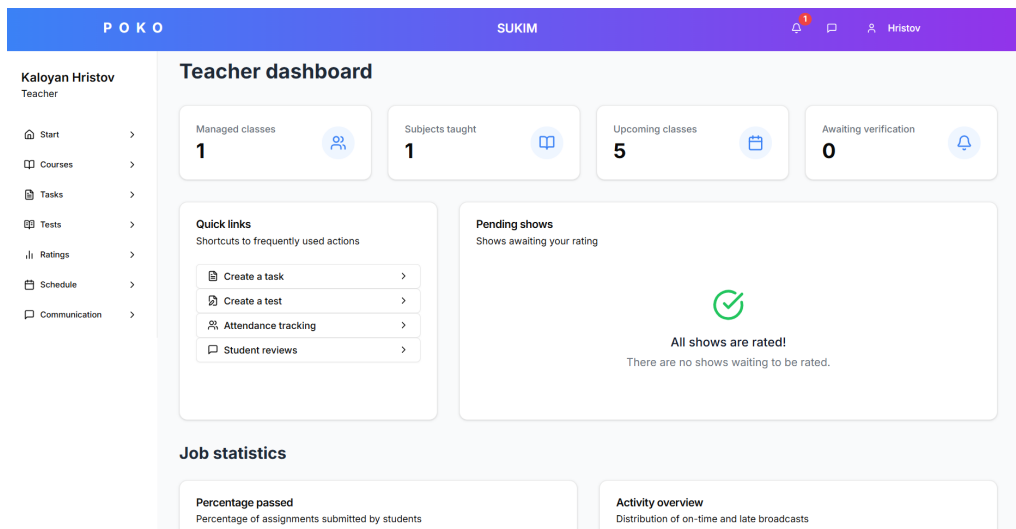 POKO
SUKIM
1
Hristov
Kaloyan Hristov
Teacher
Start
Courses
Tasks
Tests
Ratings
Schedule
Communication
Teacher dashboard
Managed classes
1
Subjects taught
1
Upcoming classes
5
Awaiting verification
0
Quick links
Shortcuts to frequently used actions
Create a task
Create a test
Attendance tracking
Student reviews
Pending shows
Shows awaiting your rating
All shows are rated!
There are no shows waiting to be rated.
Job statistics
Percentage passed
Percentage of assignments submitted by students
Activity overview
Distribution of on-time and late broadcasts